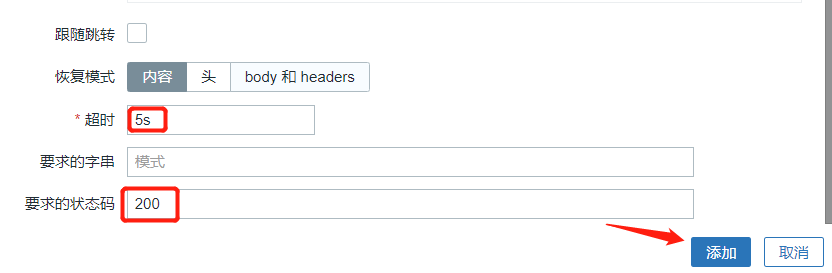 跟随跳转
恢复模式 内容 头 body 和 headers
* 超时 5s
要求的字串 模式
要求的状态码 200
添加 取消